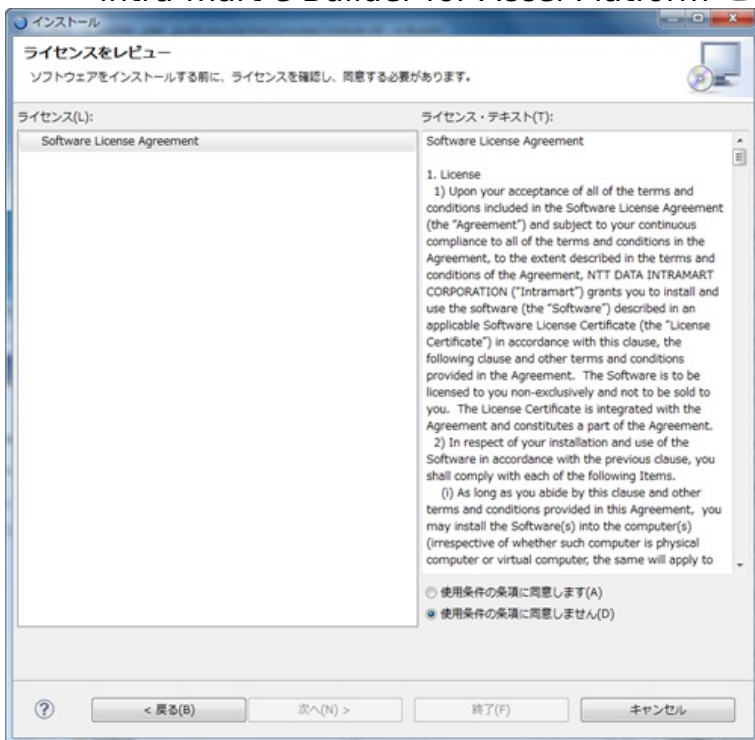 インストール
ライセンスをレビュー
ソフトウェアをインストールする前に、ライセンスを確認し、同意する必要があります。
ライセンス(L):
Software License Agreement
ライセンス・テキスト(T):
Software License Agreement
1. License
1) Upon your acceptance of all of the terms and
conditions included in the Software License Agreement
(the "Agreement") and subject to your continuous
compliance to all of the terms and conditions in the
Agreement, to the extent described in the terms and
conditions of the Agreement, NTT DATA INTRAMART
CORPORATION ("Intramart") grants you to install and
use the software (the "Software") described in an
applicable Software License Certificate (the "License
Certificate") in accordance with this clause, the
following clause and other terms and conditions
provided in the Agreement.  The Software is to be
licensed to you non-exclusively and not to be sold to
you.  The License Certificate is integrated with the
Agreement and constitutes a part of the Agreement.
2) In respect of your installation and use of the
Software in accordance with the previous clause, you
shall comply with each of the following Items.
(i) As long as you abide by this clause and other
terms and conditions provided in this Agreement,  you
may install the Software(s) into the computer(s)
(irrespective of whether such computer is physical
computer or virtual computer, the same will apply to
使用条件の条項に同意します(A)
使用条件の条項に同意しません(D)
< 戻る(B)
次へ(N) >
終了(F)
キャンセル